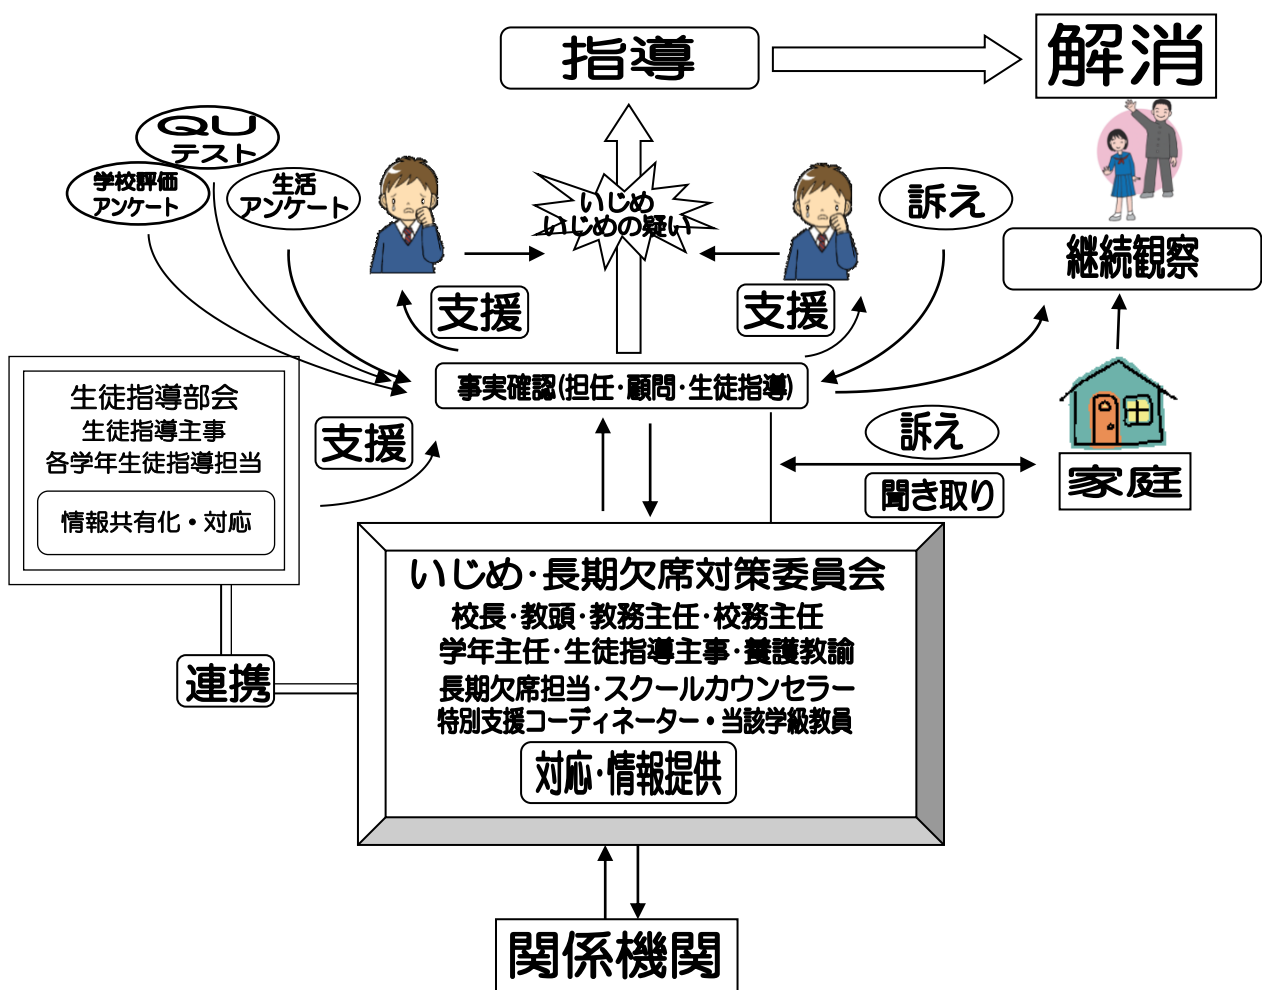 指導
解消
QU
テスト
学校評価
アンケート
生活
アンケート
いじめ
いじめの疑い
訴え
継続観察
支援
支援
事実確認(担任・顧問・生徒指導)
生徒指導部会
生徒指導主事
各学年生徒指導担当
情報共有化・対応
支援
訴え
聞き取り
家庭
いじめ・長期欠席対策委員会
校長・教頭・教務主任・校務主任
学年主任・生徒指導主事・養護教諭
長期欠席担当・スクールカウンセラー
特別支援コーディネーター・当該学級教員
対応・情報提供
連携
関係機関